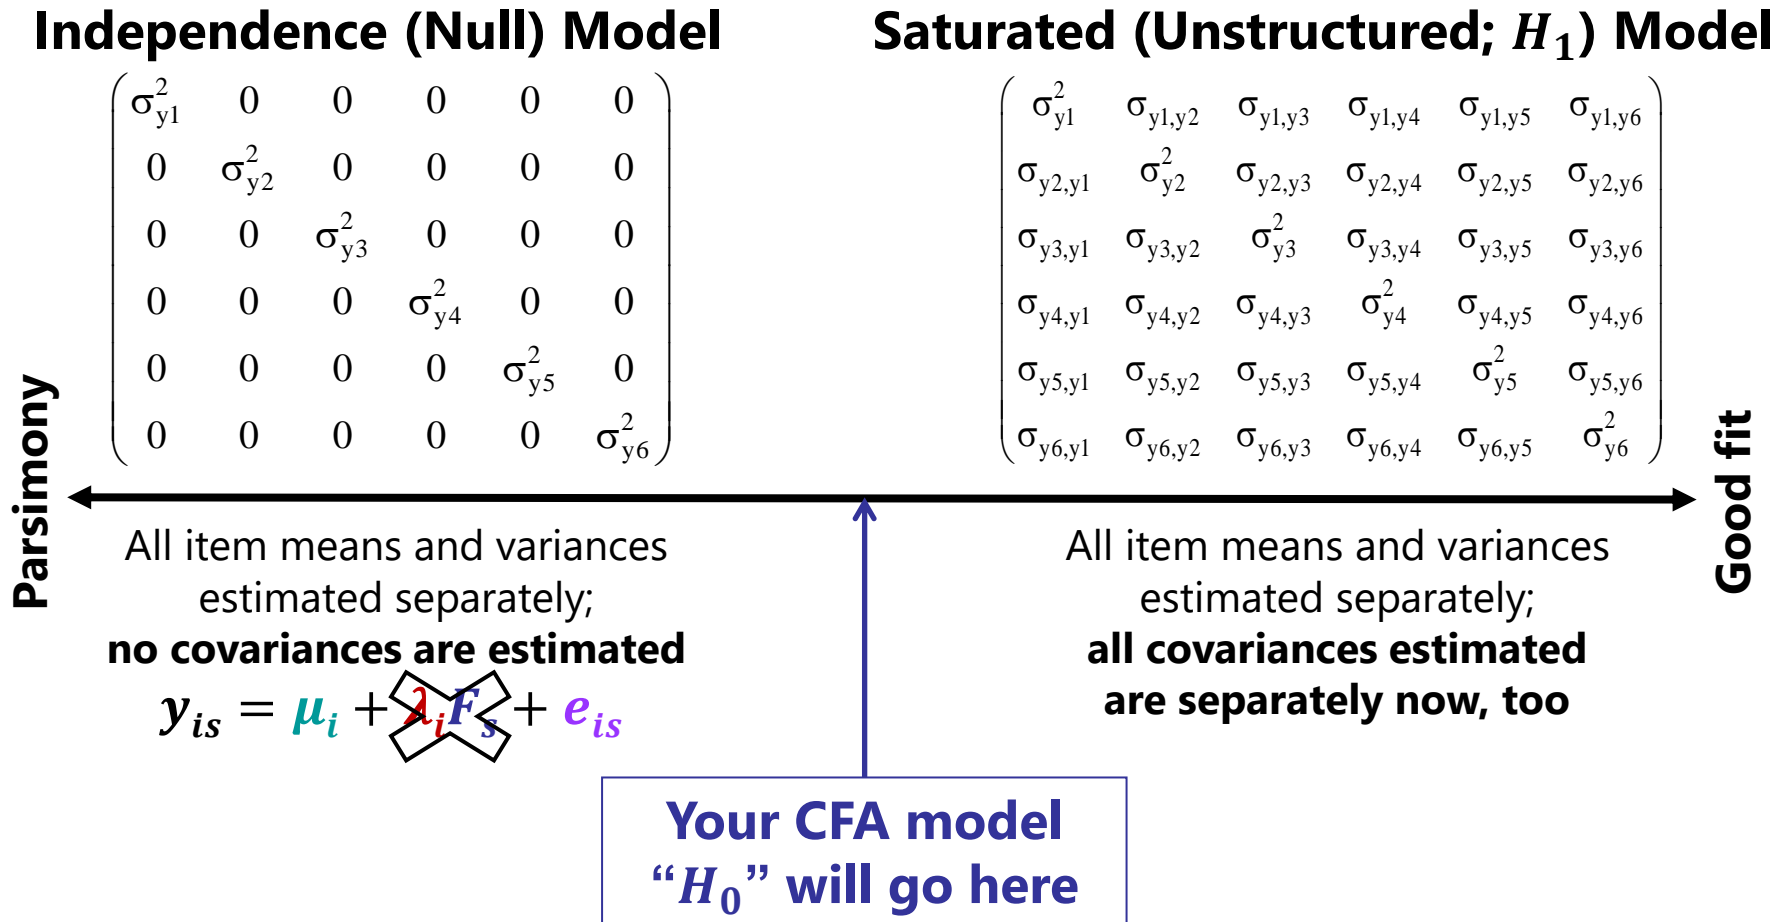 Independence (Null) Model
Saturated (Unstructured; H₁) Model
σ²y1 0 0 0 0 0
0 σ²y2 0 0 0 0
0 0 σ²y3 0 0 0
0 0 0 σ²y4 0 0
0 0 0 0 σ²y5 0
0 0 0 0 0 σ²y6
σ²y1 σy1,y2 σy1,y3 σy1,y4 σy1,y5 σy1,y6
σy2,y1 σ²y2 σy2,y3 σy2,y4 σy2,y5 σy2,y6
σy3,y1 σy3,y2 σ²y3 σy3,y4 σy3,y5 σy3,y6
σy4,y1 σy4,y2 σy4,y3 σ²y4 σy4,y5 σy4,y6
σy5,y1 σy5,y2 σy5,y3 σy5,y4 σ²y5 σy5,y6
σy6,y1 σy6,y2 σy6,y3 σy6,y4 σy6,y5 σ²y6
Parsimony
Good fit
All item means and variances
estimated separately;
no covariances are estimated
yᵢₛ = μᵢ + λᵢFₛ + eᵢₛ
All item means and variances
estimated separately;
all covariances estimated
are separately now, too
Your CFA model
“H₀” will go here